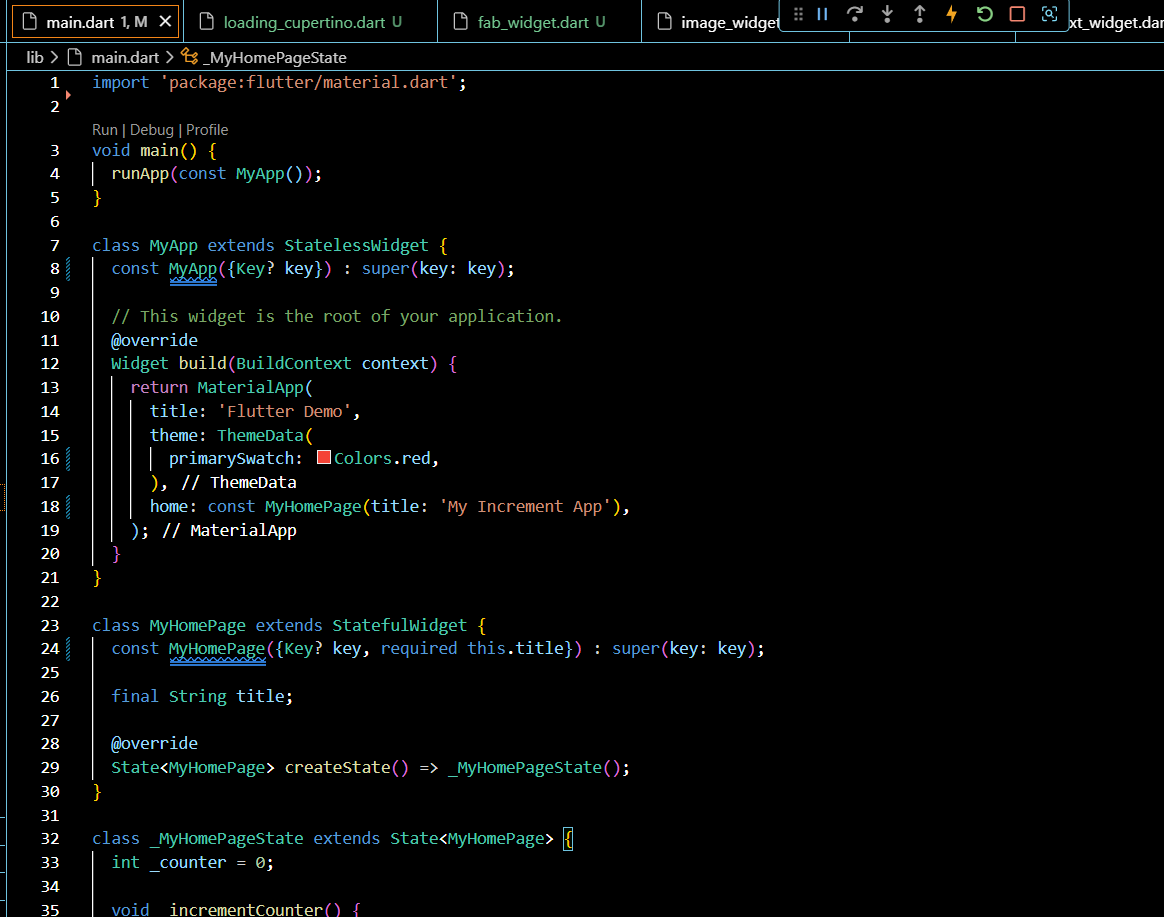 main.dart 1, M
loading_cupertino.dart U
fab_widget.dart U
image_widget
xt_widget.dar
lib > main.dart > _MyHomePageState
1 import 'package:flutter/material.dart';
2
Run | Debug | Profile
3 void main() {
4   runApp(const MyApp());
5 }
6
7 class MyApp extends StatelessWidget {
8   const MyApp({Key? key}) : super(key: key);
9
10   // This widget is the root of your application.
11   @override
12   Widget build(BuildContext context) {
13     return MaterialApp(
14       title: 'Flutter Demo',
15       theme: ThemeData(
16         primarySwatch: Colors.red,
17       ), // ThemeData
18       home: const MyHomePage(title: 'My Increment App'),
19     ); // MaterialApp
20   }
21 }
22
23 class MyHomePage extends StatefulWidget {
24   const MyHomePage({Key? key, required this.title}) : super(key: key);
25
26   final String title;
27
28   @override
29   State<MyHomePage> createState() => _MyHomePageState();
30 }
31
32 class _MyHomePageState extends State<MyHomePage> {
33   int _counter = 0;
34
35   void _incrementCounter() {